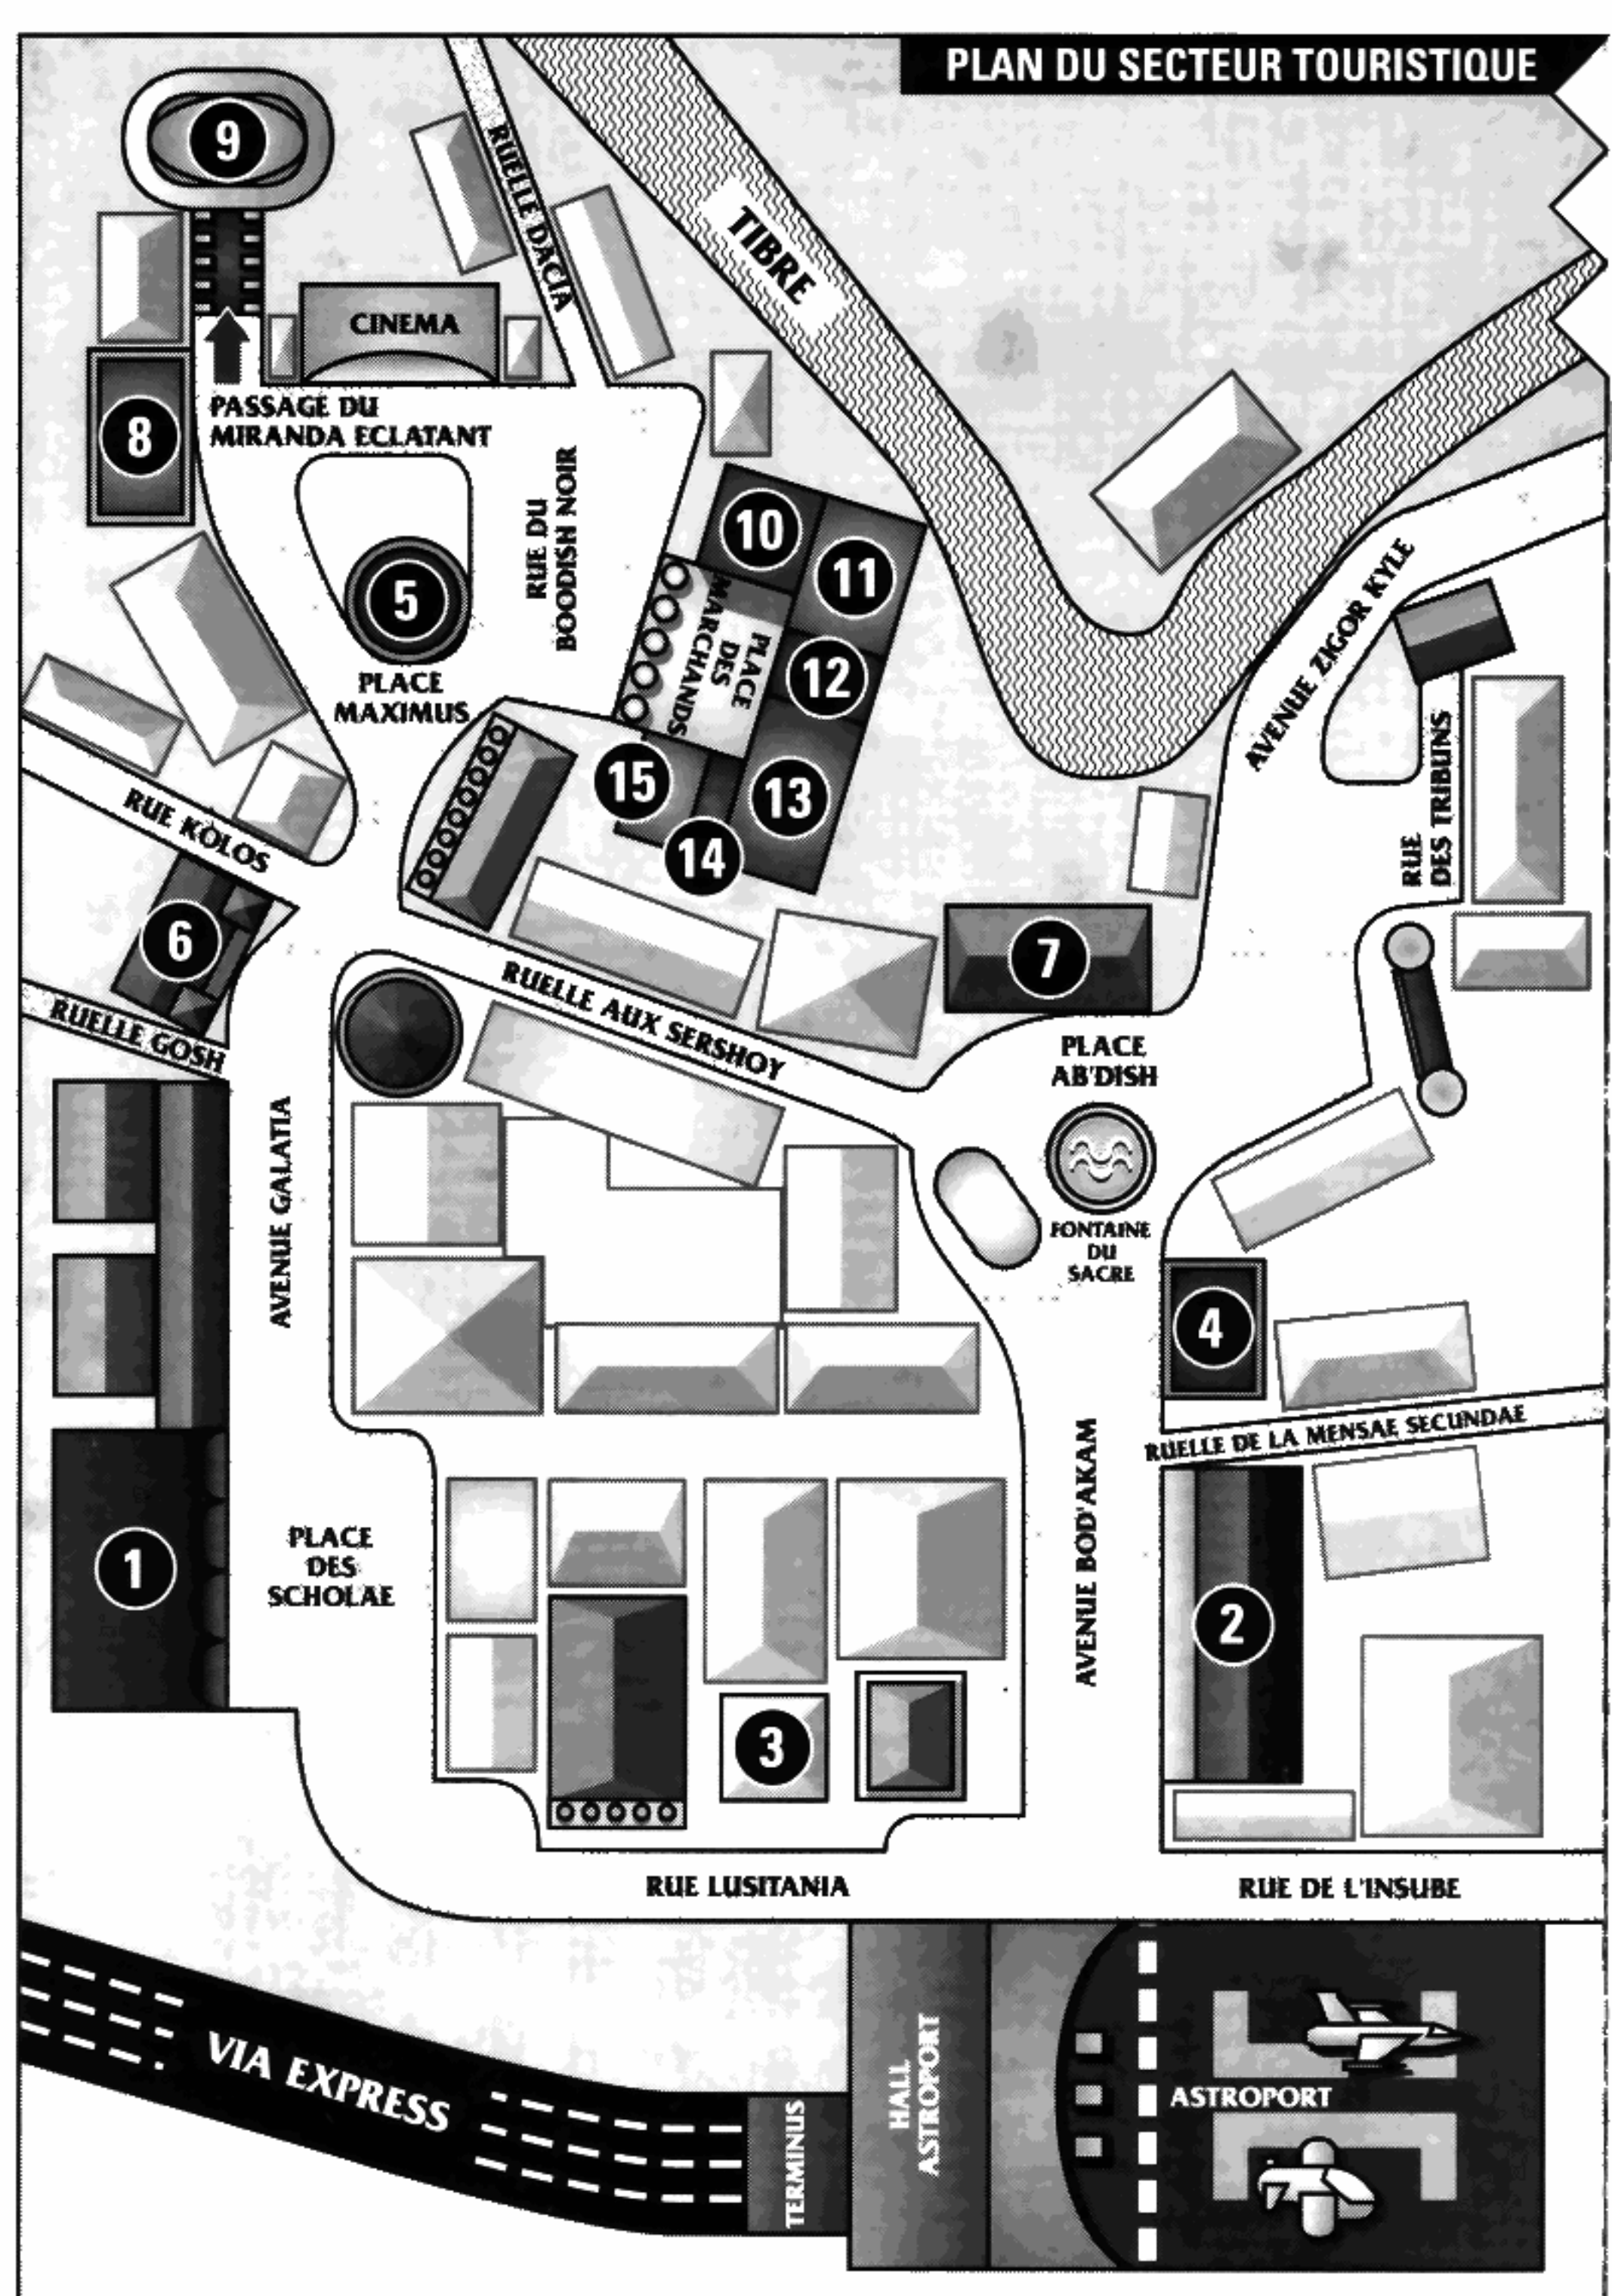 PLAN DU SECTEUR TOURISTIQUE
9
RUELLE DACIA
TIBRE
CINEMA
8
PASSAGE DU
MIRANDA ECLATANT
RUE DU
BOODISH NOIR
10
11
5
PLACE
DES
MARCHANDS
12
AVENUE ZIGOR KYLE
PLACE
MAXIMUS
15
13
14
RUE
DES TRIBUNS
RUE KOLOS
6
7
RUELLE AUX SERSHOY
RUELLE GOSH
PLACE
AB'DISH
AVENUE GALATIA
FONTAINE
DU
SACRE
4
RUELLE DE LA MENSAE SECUNDAE
AVENUE BOD'AKAM
1
PLACE
DES
SCHOLAE
2
3
RUE LUSITANIA
RUE DE L'INSUBE
VIA EXPRESS
TERMINUS
HALL
ASTROPORT
ASTROPORT